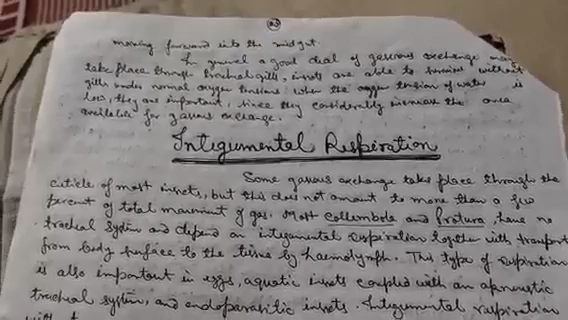 moving forward into the midgut.
In general a good deal of gaseous exchange may
take place through tracheal gills, insects are able to survive without
gills under normal oxygen tensions. when the oxygen tension of water is
low, they are important, since they considerably increase the area
available for gaseous exchange.
Integumental Respiration
Some gaseous exchange takes place through the
cuticle of most insects, but this does not amount to more than a few
percent of total movement of gas. Most collembola and Protura have no
tracheal system and depend on integumental respiration together with transport
from body surface to the tissue by haemolymph. This type of respiration
is also important in eggs, aquatic insects coupled with an apneustic
tracheal system, and endoparasitic insects. Integumental respiration
with